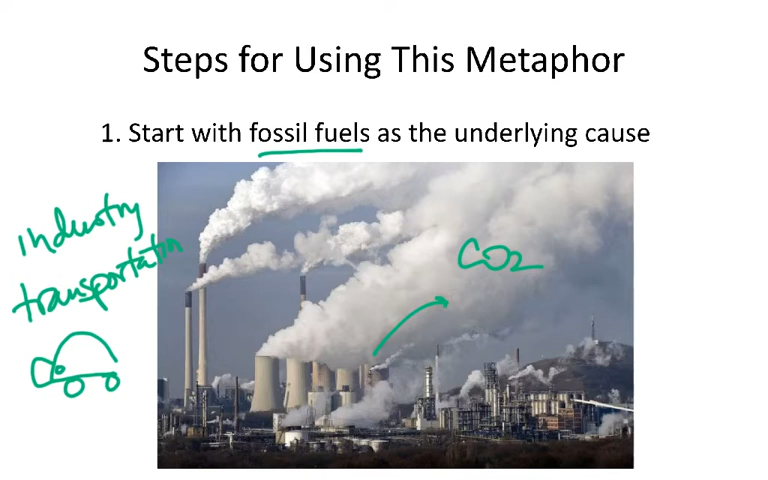 Steps for Using This Metaphor
1. Start with fossil fuels as the underlying cause
industry
transportation
CO2